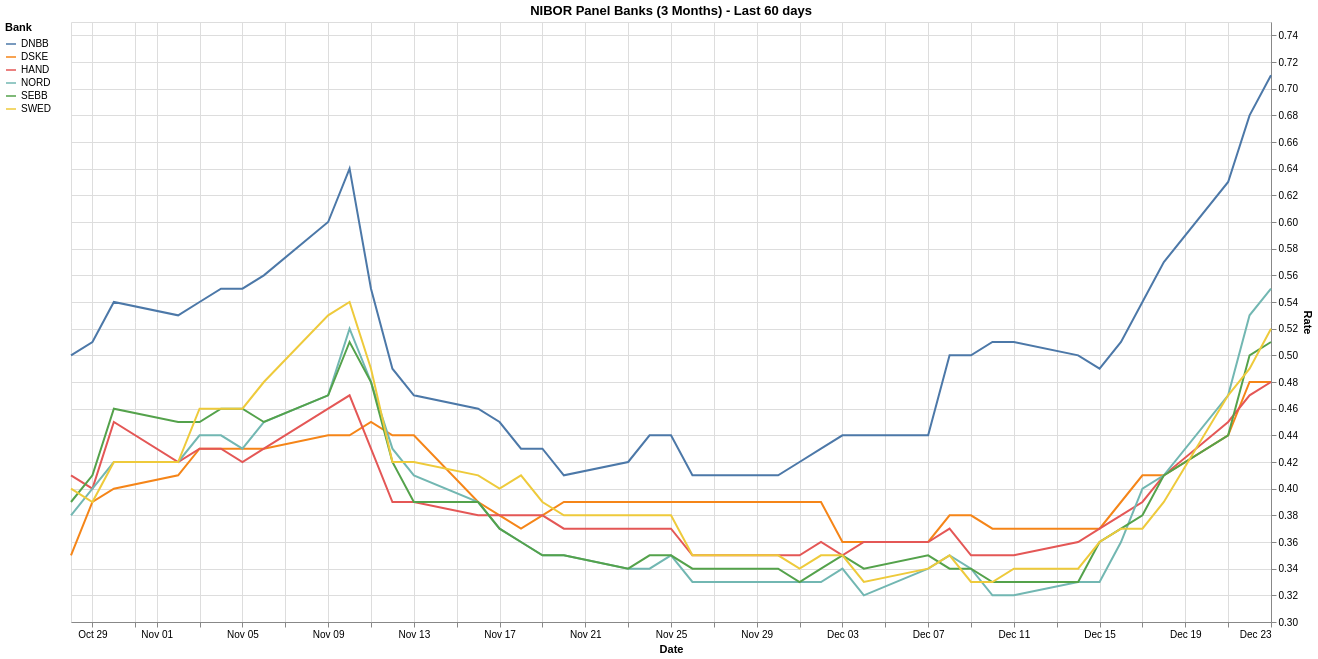 NIBOR Panel Banks (3 Months) - Last 60 days
Bank
DNBB
DSKE
HAND
NORD
SEBB
SWED
0.74
0.72
0.70
0.68
0.66
0.64
0.62
0.60
0.58
0.56
0.54
0.52
0.50
0.48
0.46
0.44
0.42
0.40
0.38
0.36
0.34
0.32
0.30
Rate
Oct 29 Nov 01 Nov 05 Nov 09 Nov 13 Nov 17 Nov 21 Nov 25 Nov 29 Dec 03 Dec 07 Dec 11 Dec 15 Dec 19 Dec 23
Date